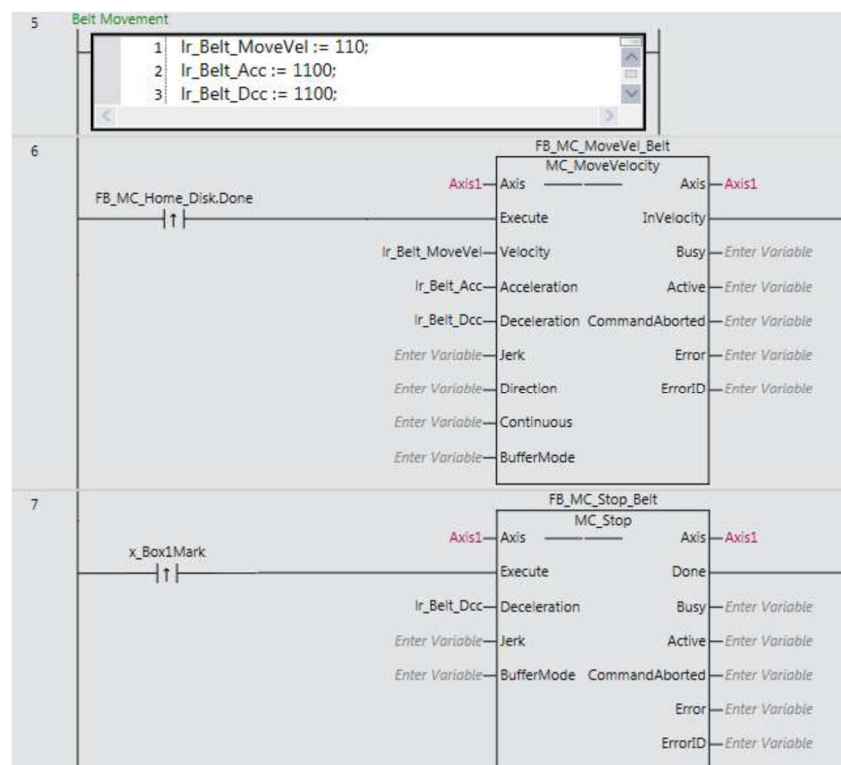 5 Belt Movement
1 lr_Belt_MoveVel := 110;
2 lr_Belt_Acc := 1100;
3 lr_Belt_Dcc := 1100;
6 FB_MC_MoveVel_Belt
MC_MoveVelocity
Axis1 Axis Axis Axis1
FB_MC_Home_Disk.Done
Execute InVelocity
lr_Belt_MoveVel Velocity Busy Enter Variable
lr_Belt_Acc Acceleration Active Enter Variable
lr_Belt_Dcc Deceleration CommandAborted Enter Variable
Enter Variable Jerk Error Enter Variable
Enter Variable Direction ErrorID Enter Variable
Enter Variable Continuous
Enter Variable BufferMode
7 FB_MC_Stop_Belt
MC_Stop
Axis1 Axis Axis Axis1
x_Box1Mark
Execute Done
lr_Belt_Dcc Deceleration Busy Enter Variable
Enter Variable Jerk Active Enter Variable
Enter Variable BufferMode CommandAborted Enter Variable
Error Enter Variable
ErrorID Enter Variable